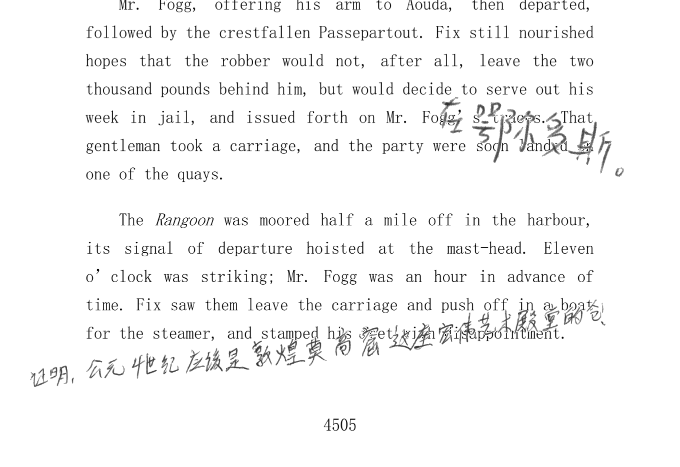 Mr. Fogg, offering his arm to Aouda, then departed,
followed by the crestfallen Passepartout. Fix still nourished
hopes that the robber would not, after all, leave the two
thousand pounds behind him, but would decide to serve out his
week in jail, and issued forth on Mr. Fogg's traces. That
gentleman took a carriage, and the party were soon landed on
在鄂尔多斯。
one of the quays.
The Rangoon was moored half a mile off in the harbour,
its signal of departure hoisted at the mast-head. Eleven
o'clock was striking; Mr. Fogg was an hour in advance of
time. Fix saw them leave the carriage and push off in a boat
for the steamer, and stamped his feet with disappointment.
证明,公元4世纪应该是敦煌莫高窟这座宏伟艺术殿堂的
4505